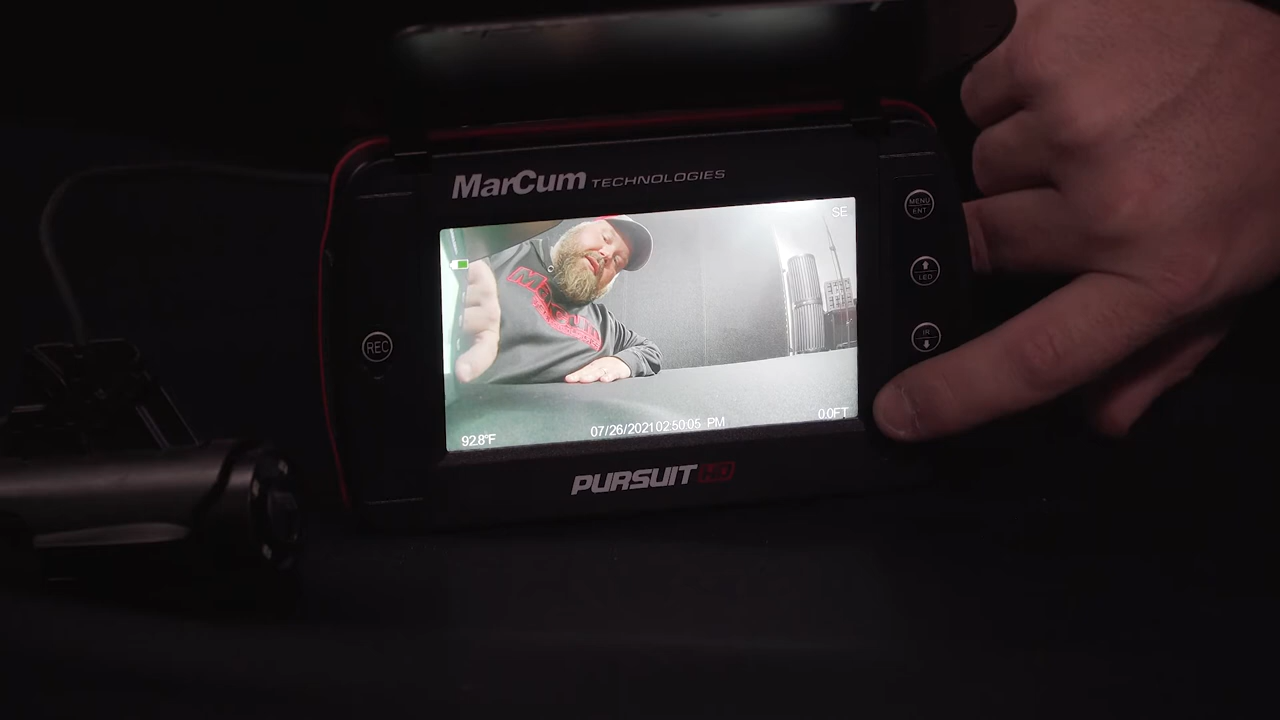 MarCum TECHNOLOGIES
SE
MENU
ENT
LED
REC
IR
92.8°F
07/26/2021 02:50:05 PM
0.0FT
PURSUIT HD